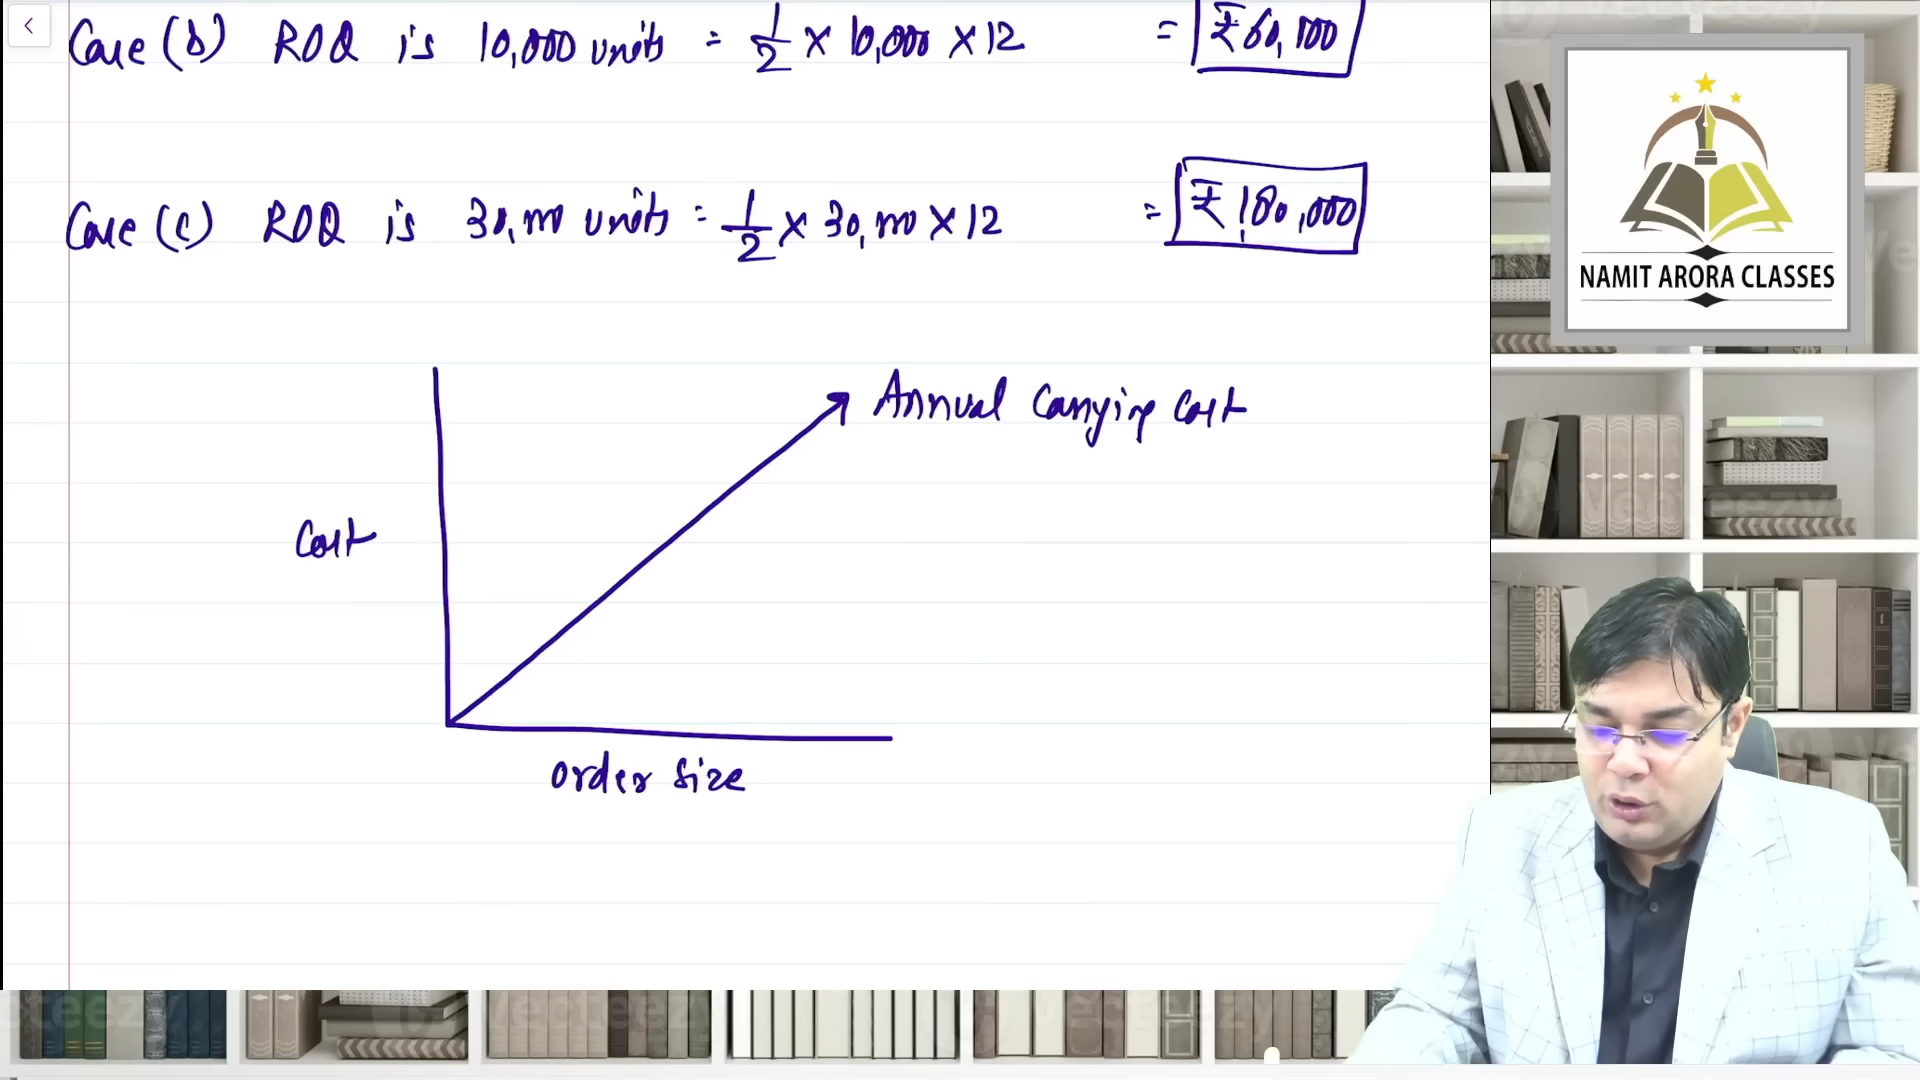 Case (b) ROQ is 10,000 units = 1/2 × 10,000 × 12 = ₹60,000
Case (c) ROQ is 30,000 units = 1/2 × 30,000 × 12 = ₹180,000
NAMIT ARORA CLASSES
Annual Carrying Cost
Cost
order size
vecteezy